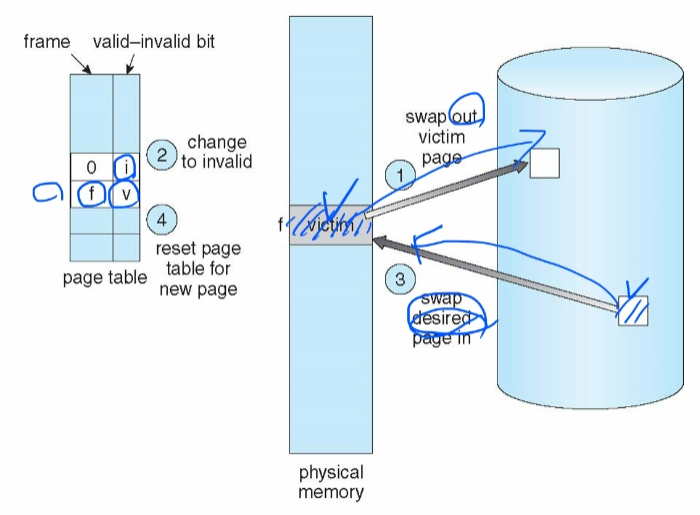 frame valid–invalid bit
0 i
f v
2 change
to invalid
4
reset page
table for
new page
page table
swap out
victim
page
1
f victim
3
swap
desired
page in
physical
memory